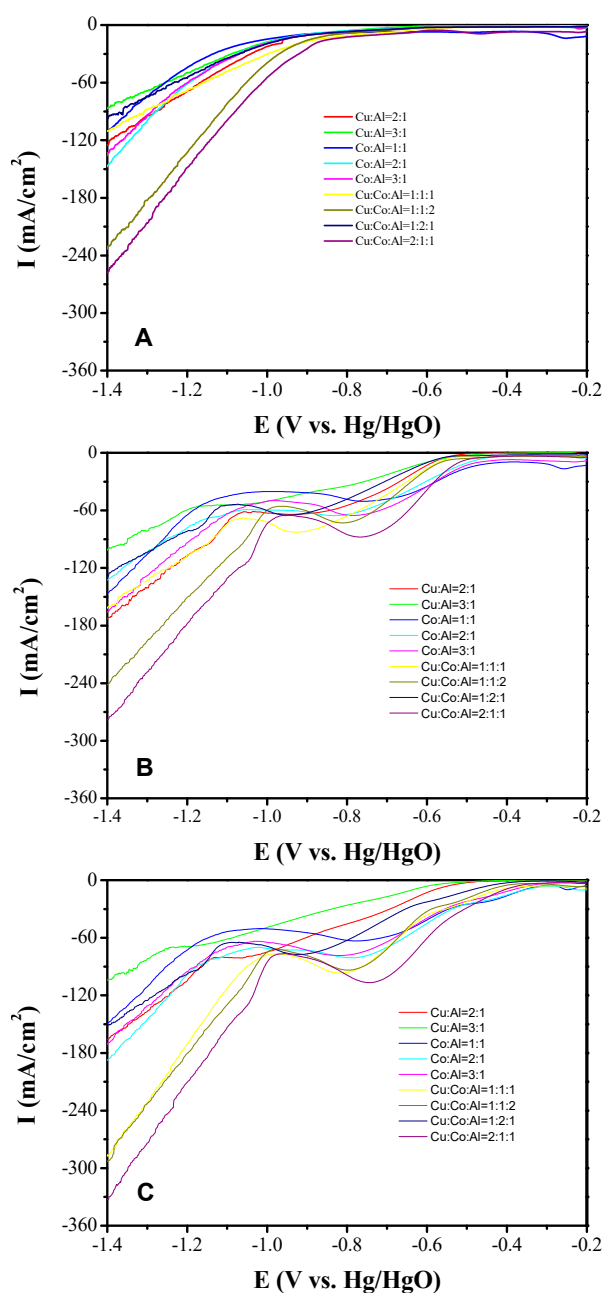 0
-60
-120
-180
-240
-300
-360
I (mA/cm²)
Cu:Al=2:1
Cu:Al=3:1
Co:Al=1:1
Co:Al=2:1
Co:Al=3:1
Cu:Co:Al=1:1:1
Cu:Co:Al=1:1:2
Cu:Co:Al=1:2:1
Cu:Co:Al=2:1:1
A
-1.4 -1.2 -1.0 -0.8 -0.6 -0.4 -0.2
E (V vs. Hg/HgO)
0
-60
-120
-180
-240
-300
-360
I (mA/cm²)
Cu:Al=2:1
Cu:Al=3:1
Co:Al=1:1
Co:Al=2:1
Co:Al=3:1
Cu:Co:Al=1:1:1
Cu:Co:Al=1:1:2
Cu:Co:Al=1:2:1
Cu:Co:Al=2:1:1
B
-1.4 -1.2 -1.0 -0.8 -0.6 -0.4 -0.2
E (V vs. Hg/HgO)
0
-60
-120
-180
-240
-300
-360
I (mA/cm²)
Cu:Al=2:1
Cu:Al=3:1
Co:Al=1:1
Co:Al=2:1
Co:Al=3:1
Cu:Co:Al=1:1:1
Cu:Co:Al=1:1:2
Cu:Co:Al=1:2:1
Cu:Co:Al=2:1:1
C
-1.4 -1.2 -1.0 -0.8 -0.6 -0.4 -0.2
E (V vs. Hg/HgO)